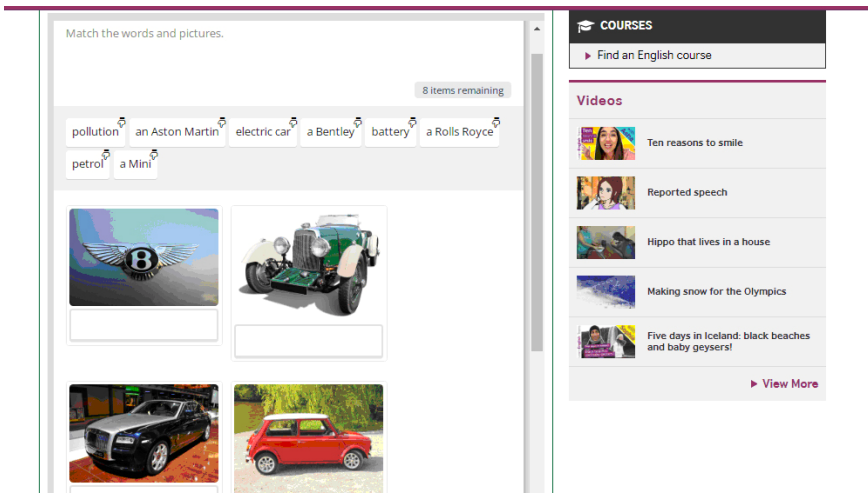 Match the words and pictures.
8 items remaining
pollution an Aston Martin electric car a Bentley battery a Rolls Royce
petrol a Mini
B
COURSES
Find an English course
Videos
Ten reasons to smile
Reported speech
Hippo that lives in a house
Making snow for the Olympics
Five days in Iceland: black beaches
and baby geysers!
View More